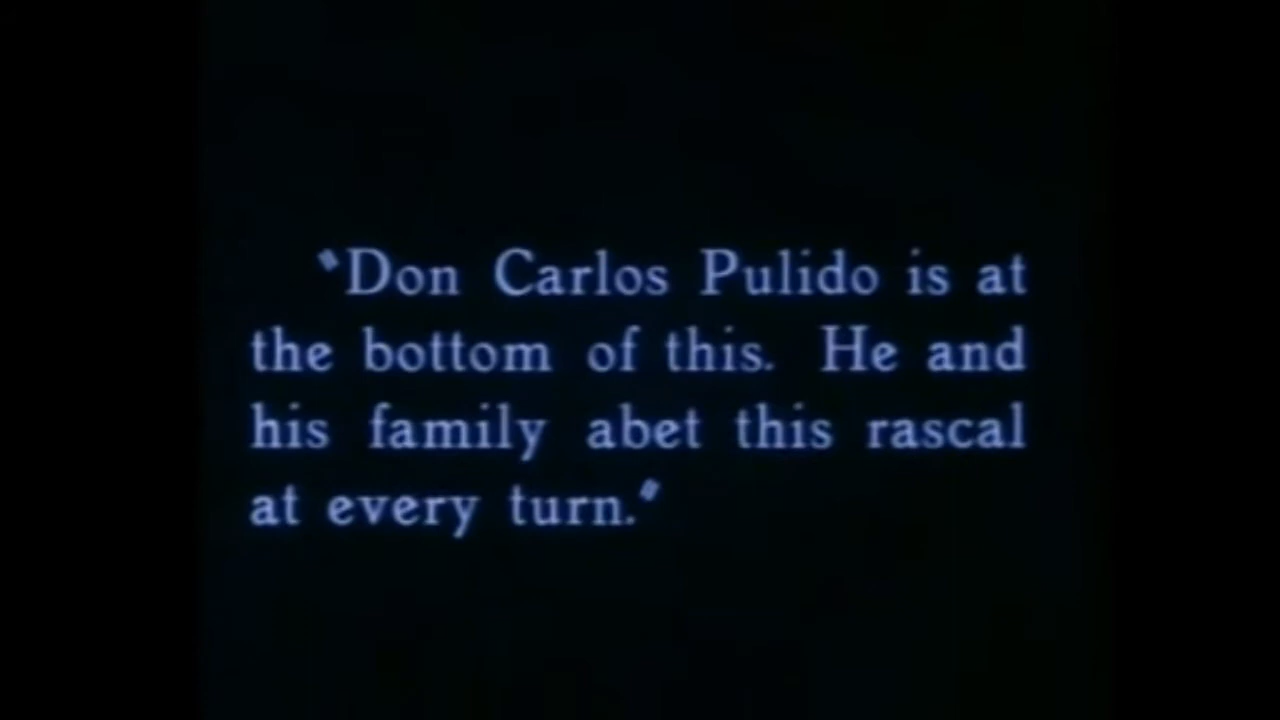 "Don Carlos Pulido is at
the bottom of this. He and
his family abet this rascal
at every turn."